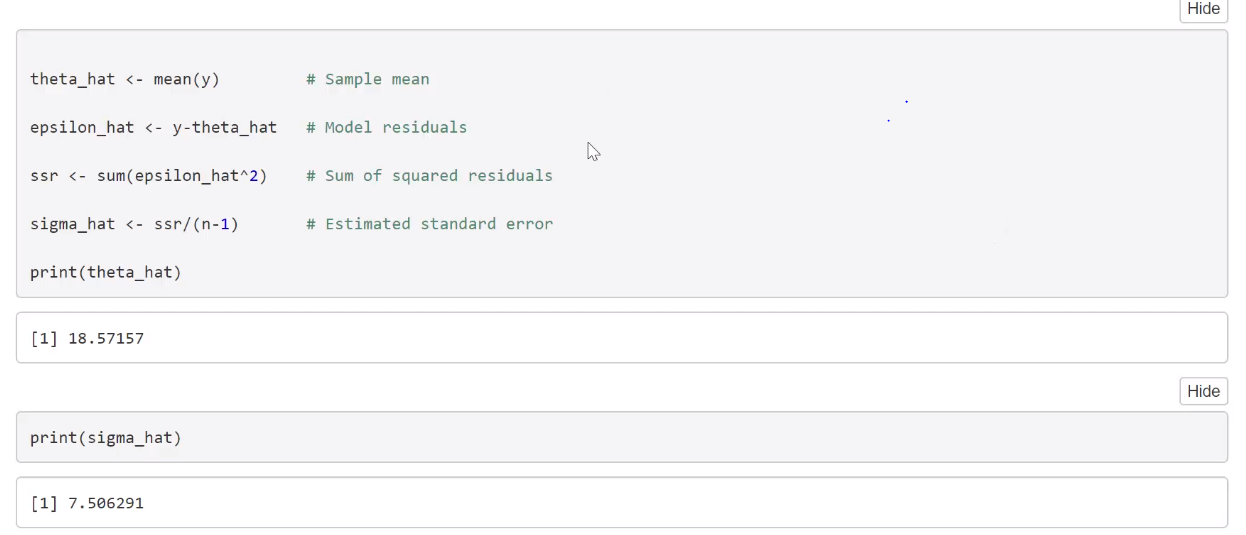 Hide
theta_hat <- mean(y) # Sample mean
epsilon_hat <- y-theta_hat # Model residuals
ssr <- sum(epsilon_hat^2) # Sum of squared residuals
sigma_hat <- ssr/(n-1) # Estimated standard error
print(theta_hat)
[1] 18.57157
Hide
print(sigma_hat)
[1] 7.506291